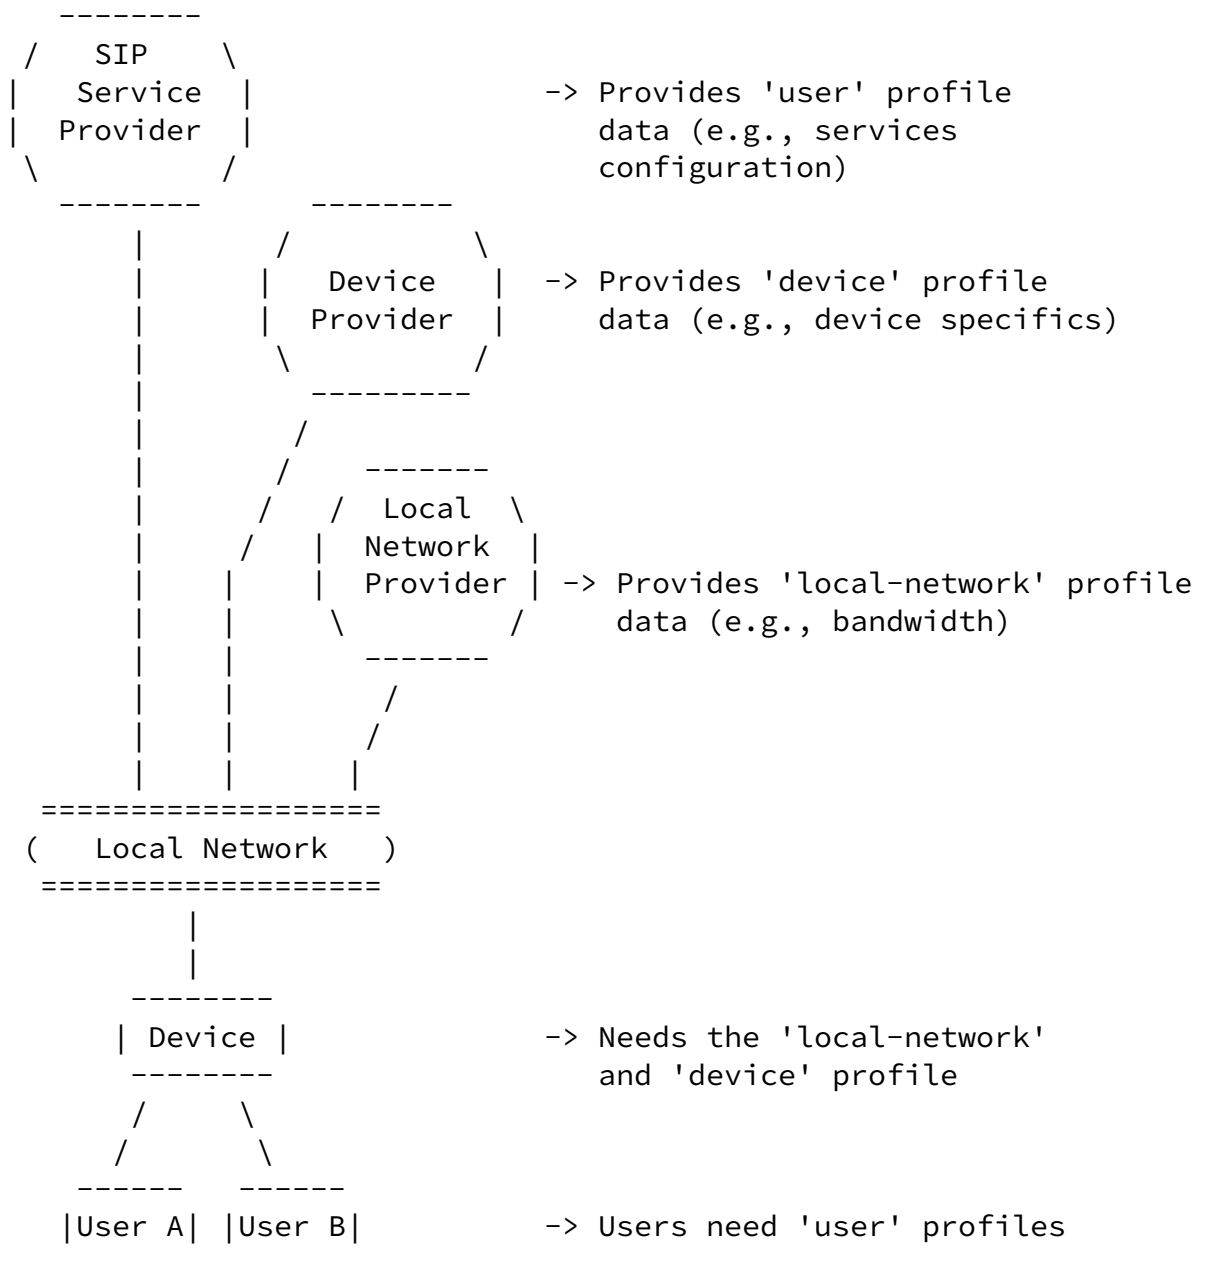 SIP
Service -> Provides 'user' profile
Provider data (e.g., services
configuration)
Device -> Provides 'device' profile
Provider data (e.g., device specifics)
Local
Network
Provider -> Provides 'local-network' profile
data (e.g., bandwidth)
( Local Network )
| Device | -> Needs the 'local-network'
and 'device' profile
|User A| |User B| -> Users need 'user' profiles